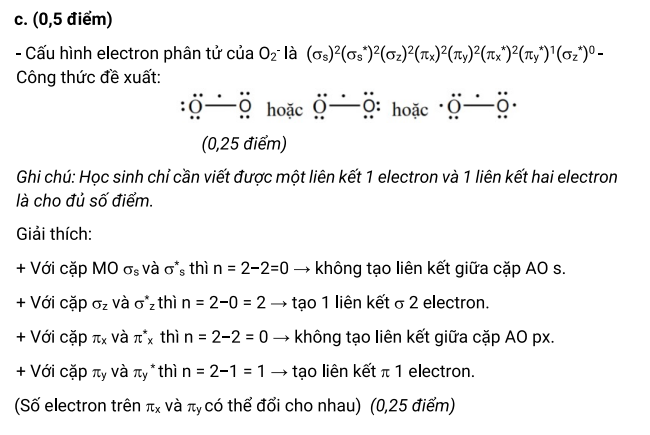 c. (0,5 điểm)
- Cấu hình electron phân tử của O₂⁻ là (σₛ)²(σₛ*)²(σz)²(πₓ)²(πy)²(πₓ*)²(πy*)¹(σz*)⁰ -
Công thức đề xuất:
:Ö—Ö hoặc Ö—Ö: hoặc ·Ö—Ö·
(0,25 điểm)
Ghi chú: Học sinh chỉ cần viết được một liên kết 1 electron và 1 liên kết hai electron
là cho đủ số điểm.
Giải thích:
+ Với cặp MO σₛ và σ*ₛ thì n = 2−2=0 → không tạo liên kết giữa cặp AO s.
+ Với cặp σz và σ*z thì n = 2−0 = 2 → tạo 1 liên kết σ 2 electron.
+ Với cặp πₓ và π*ₓ thì n = 2−2 = 0 → không tạo liên kết giữa cặp AO px.
+ Với cặp πy và πy* thì n = 2−1 = 1 → tạo liên kết π 1 electron.
(Số electron trên πₓ và πy có thể đổi cho nhau) (0,25 điểm)